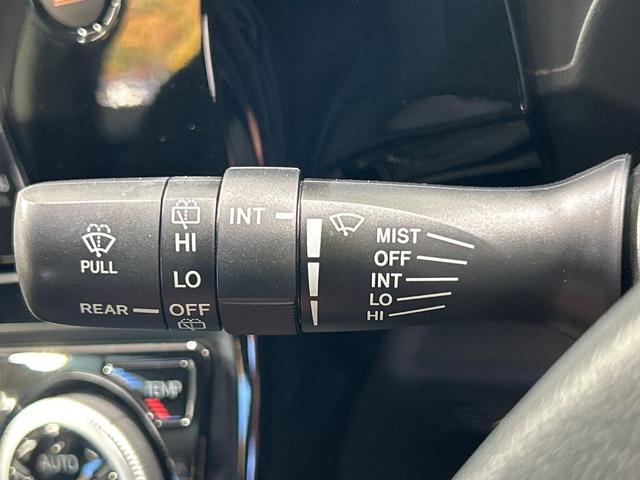 PULL
REAR
HI
LO
OFF
INT
MIST
OFF
INT
LO
HI
TEMP
AUTO